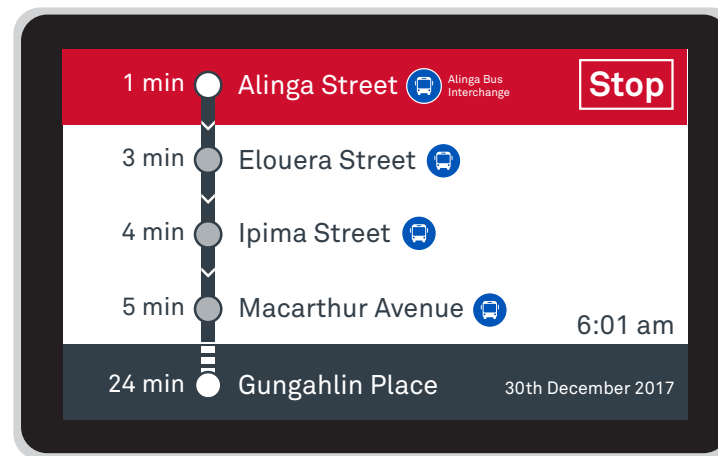 1 min Alinga Street Alinga Bus
Interchange Stop
3 min Elouera Street
4 min Ipima Street
5 min Macarthur Avenue
6:01 am
24 min Gungahlin Place 30th December 2017